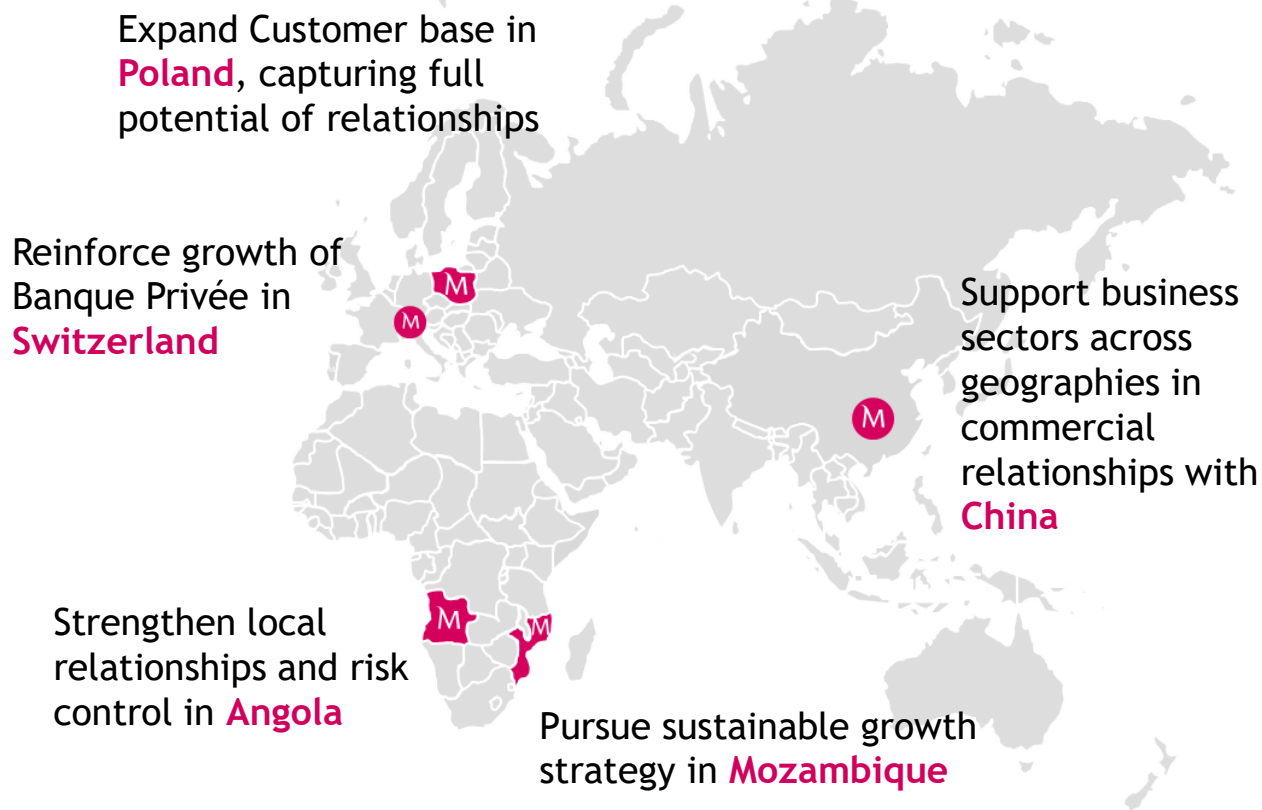 Expand Customer base in
Poland, capturing full
potential of relationships
Reinforce growth of
Banque Privée in
Switzerland
M
M
Support business
sectors across
geographies in
commercial
relationships with
China
M
Strengthen local
relationships and risk
control in Angola
M
M
Pursue sustainable growth
strategy in Mozambique